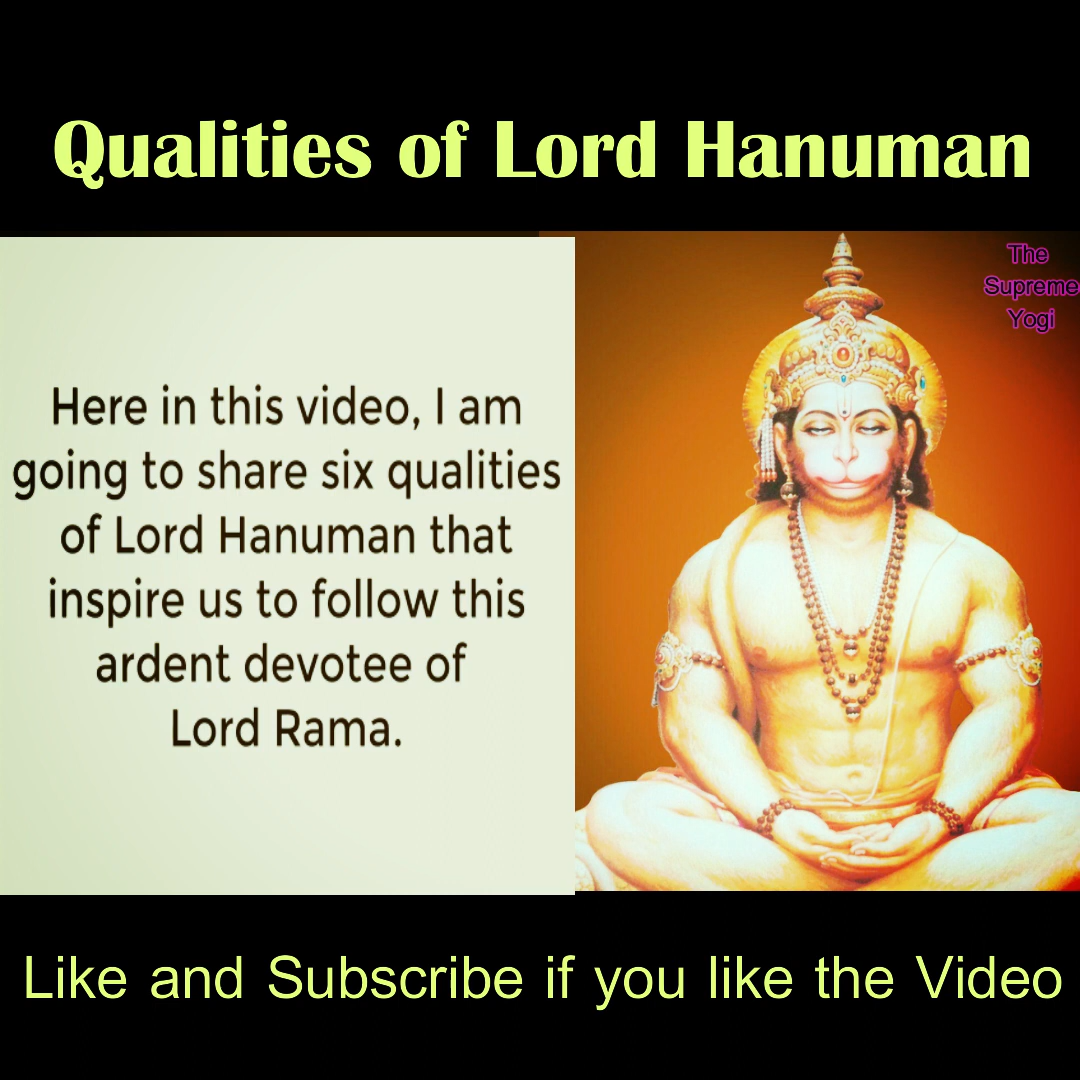 Qualities of Lord Hanuman
The
Supreme
Yogi
Here in this video, I am
going to share six qualities
of Lord Hanuman that
inspire us to follow this
ardent devotee of
Lord Rama.
Like and Subscribe if you like the Video